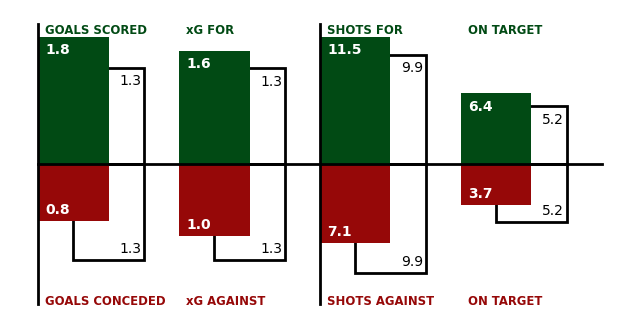 GOALS SCORED xG FOR SHOTS FOR ON TARGET
1.8 1.6 11.5
1.3 1.3 9.9
6.4 5.2
0.8 1.0 7.1 3.7
1.3 1.3 9.9 5.2
GOALS CONCEDED xG AGAINST SHOTS AGAINST ON TARGET